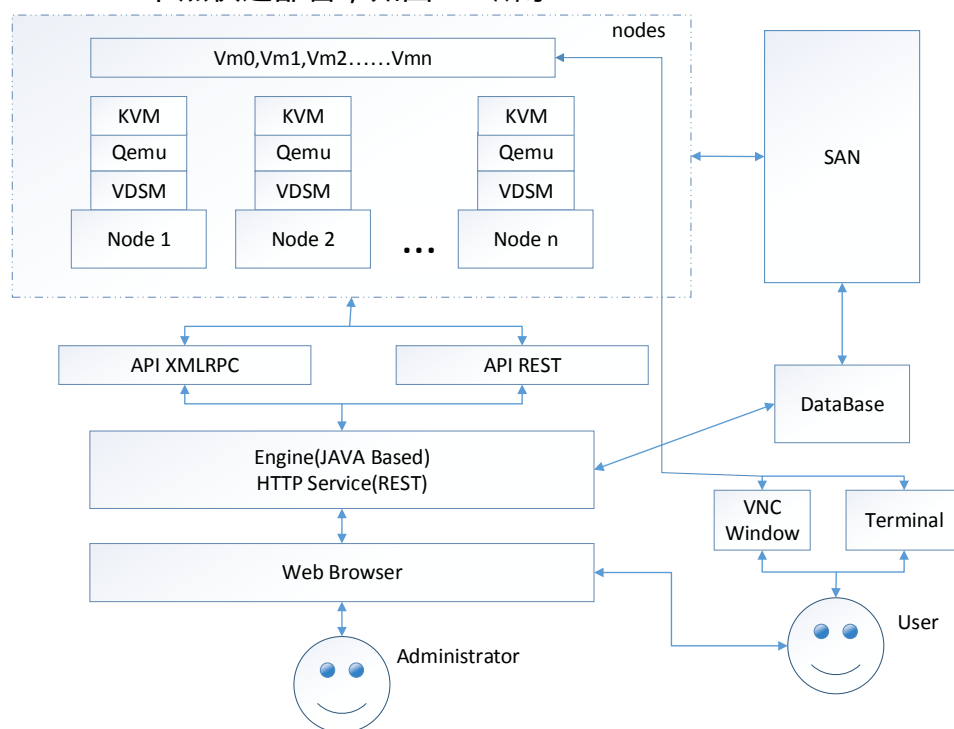 nodes
Vm0,Vm1,Vm2……Vmn
KVM KVM KVM
Qemu Qemu Qemu
VDSM VDSM VDSM
Node 1 Node 2 ... Node n
SAN
API XMLRPC API REST
DataBase
Engine(JAVA Based)
HTTP Service(REST)
VNC
Window
Terminal
Web Browser
User
Administrator